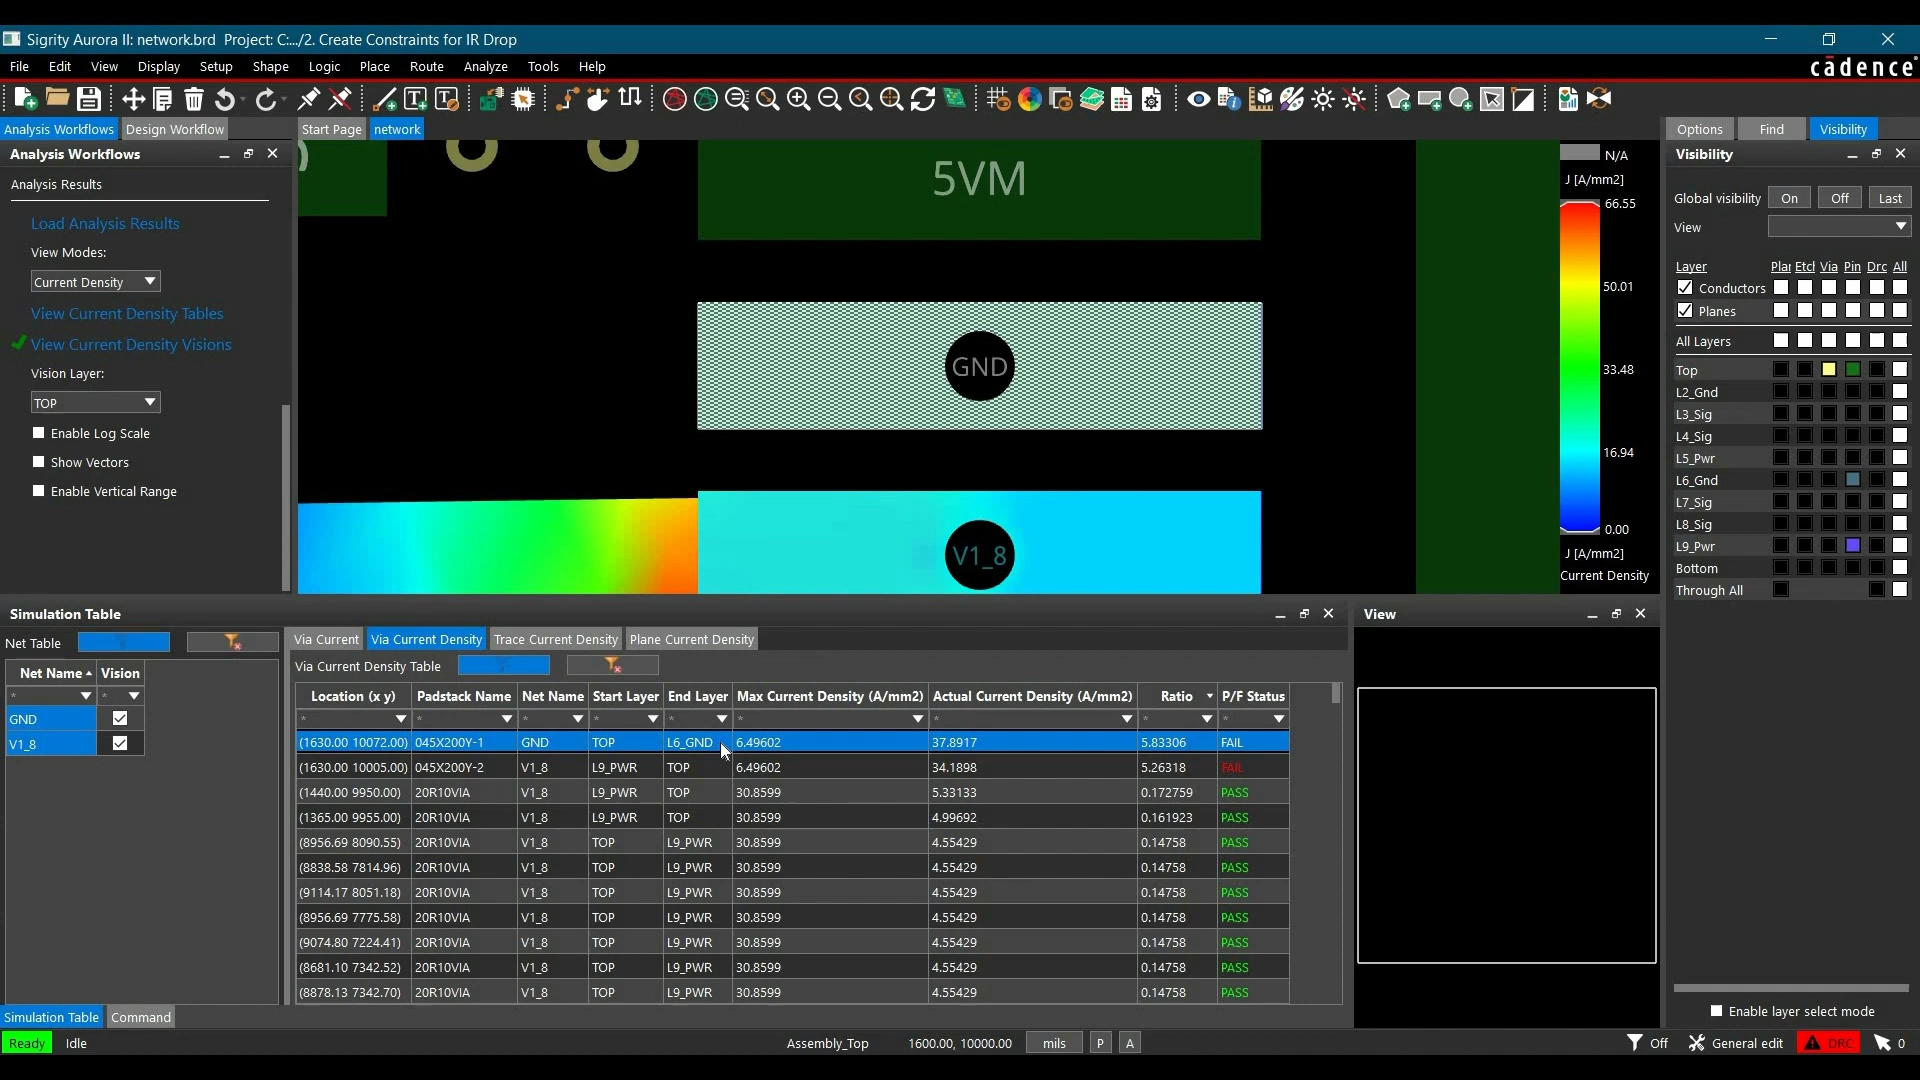 Sigrity Aurora II: network.brd  Project: C:.../2. Create Constraints for IR Drop
File Edit View Display Setup Shape Logic Place Route Analyze Tools Help
cādence
Analysis Workflows Design Workflow Start Page network Options Find Visibility
Analysis Workflows
Analysis Results
Load Analysis Results
View Modes:
Current Density
View Current Density Tables
View Current Density Visions
Vision Layer:
TOP
Enable Log Scale
Show Vectors
Enable Vertical Range
5VM
GND
V1_8
N/A
J [A/mm2]
66.55
50.01
33.48
16.94
0.00
J [A/mm2]
Current Density
Visibility
Global visibility On Off Last
View
Layer Plan Etcl Via Pin Drc All
Conductors
Planes
All Layers
Top
L2_Gnd
L3_Sig
L4_Sig
L5_Pwr
L6_Gnd
L7_Sig
L8_Sig
L9_Pwr
Bottom
Through All
Enable layer select mode
Simulation Table
Net Table
Net Name Vision
* *
GND
V1_8
Via Current Via Current Density Trace Current Density Plane Current Density
Via Current Density Table
Location (x y) Padstack Name Net Name Start Layer End Layer Max Current Density (A/mm2) Actual Current Density (A/mm2) Ratio P/F Status
* * * * * * * * *
(1630.00 10072.00) 045X200Y-1 GND TOP L6_GND 6.49602 37.8917 5.83306 FAIL
(1630.00 10005.00) 045X200Y-2 V1_8 L9_PWR TOP 6.49602 34.1898 5.26318 FAIL
(1440.00 9950.00) 20R10VIA V1_8 L9_PWR TOP 30.8599 5.33133 0.172759 PASS
(1365.00 9955.00) 20R10VIA V1_8 L9_PWR TOP 30.8599 4.99692 0.161923 PASS
(8956.69 8090.55) 20R10VIA V1_8 TOP L9_PWR 30.8599 4.55429 0.14758 PASS
(8838.58 7814.96) 20R10VIA V1_8 TOP L9_PWR 30.8599 4.55429 0.14758 PASS
(9114.17 8051.18) 20R10VIA V1_8 TOP L9_PWR 30.8599 4.55429 0.14758 PASS
(8956.69 7775.58) 20R10VIA V1_8 TOP L9_PWR 30.8599 4.55429 0.14758 PASS
(9074.80 7224.41) 20R10VIA V1_8 TOP L9_PWR 30.8599 4.55429 0.14758 PASS
(8681.10 7342.52) 20R10VIA V1_8 TOP L9_PWR 30.8599 4.55429 0.14758 PASS
(8878.13 7342.70) 20R10VIA V1_8 TOP L9_PWR 30.8599 4.55429 0.14758 PASS
View
Simulation Table Command
Ready Idle Assembly_Top 1600.00, 10000.00 mils P A Off General edit DRC 0